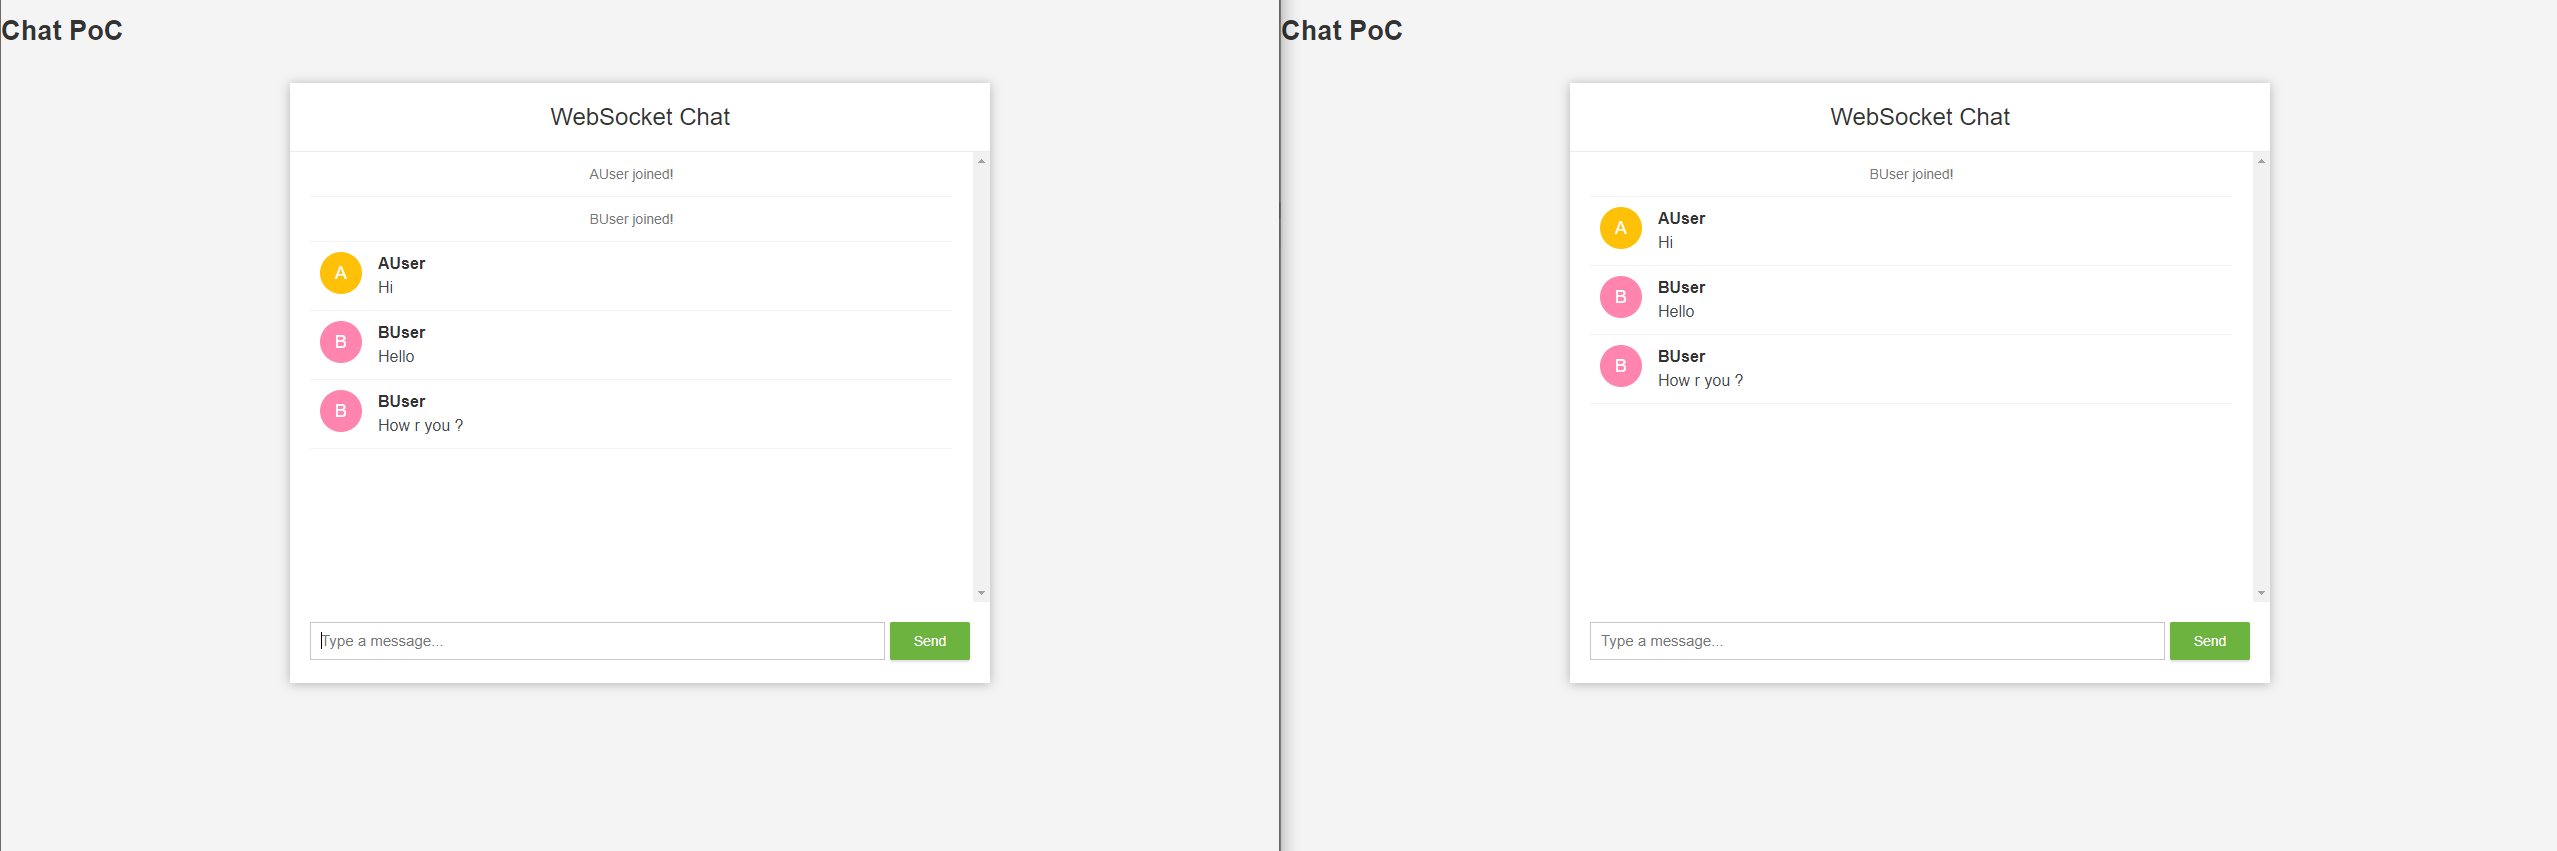 Chat PoC
WebSocket Chat
AUser joined!
BUser joined!
A
AUser
Hi
B
BUser
Hello
B
BUser
How r you ?
Type a message...
Send
Chat PoC
WebSocket Chat
BUser joined!
A
AUser
Hi
B
BUser
Hello
B
BUser
How r you ?
Type a message...
Send